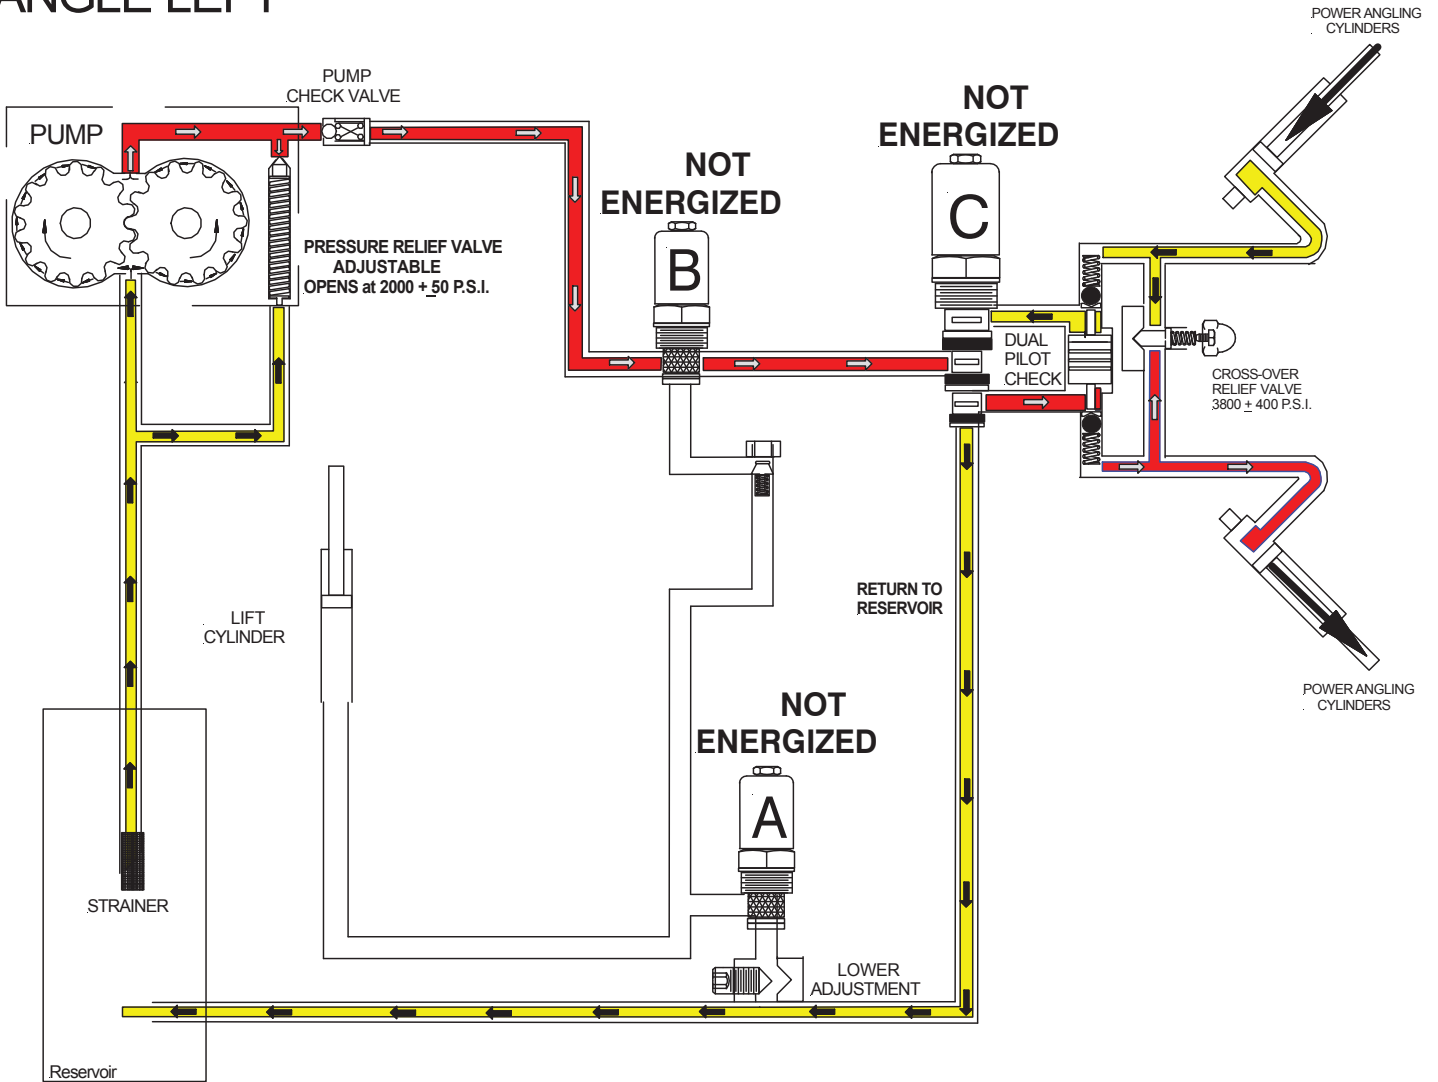 ANGLE LEFT
POWER ANGLING
CYLINDERS
PUMP
CHECK VALVE
PUMP
NOT
ENERGIZED
NOT
ENERGIZED
C
B
PRESSURE RELIEF VALVE
ADJUSTABLE
OPENS at 2000 +50 P.S.I.
DUAL
PILOT
CHECK
CROSS-OVER
RELIEF VALVE
3800 ± 400 P.S.I.
RETURN TO
RESERVOIR
LIFT
CYLINDER
POWER ANGLING
CYLINDERS
NOT
ENERGIZED
A
STRAINER
LOWER
ADJUSTMENT
Reservoir